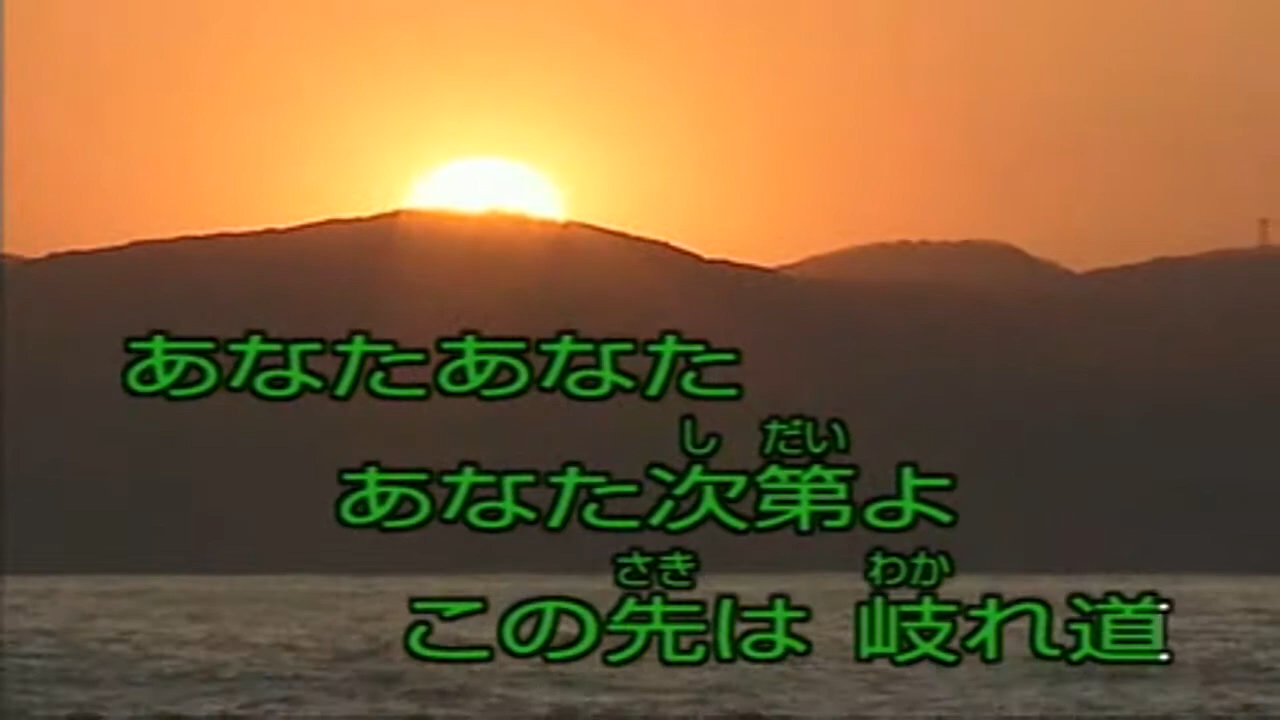 あなたあなた
しだい
あなた次第よ
さき わか
この先は 岐れ道